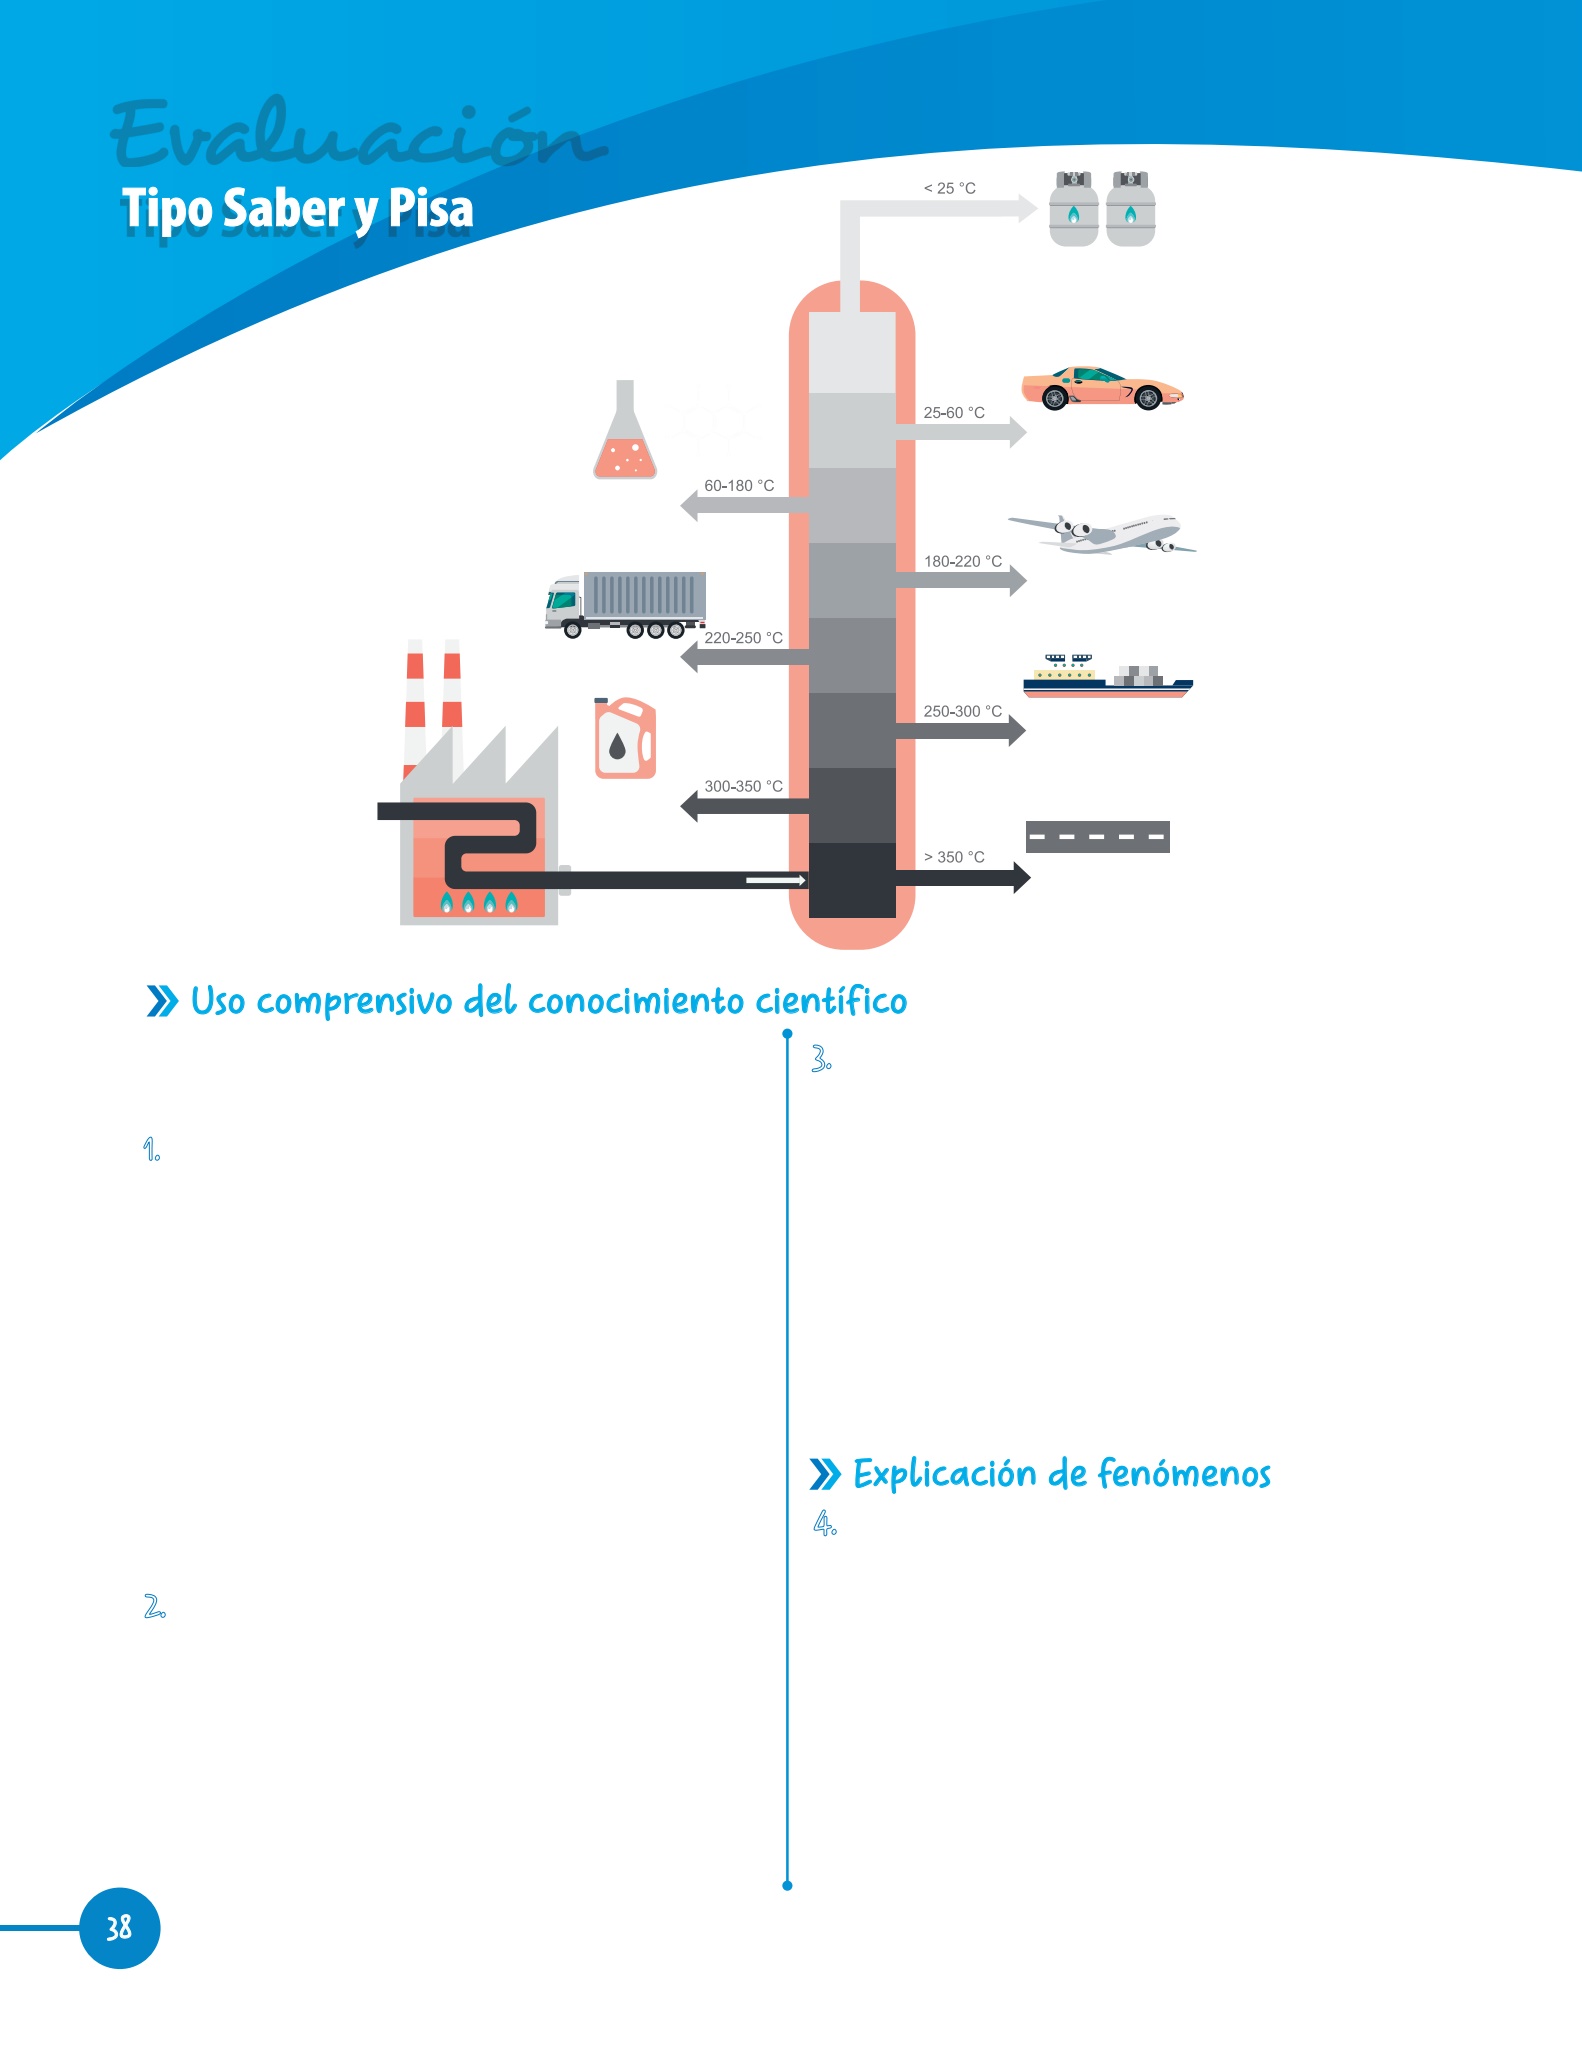 Evaluación
Tipo Saber y Pisa
< 25 °C
25-60 °C
60-180 °C
180-220 °C
220-250 °C
250-300 °C
300-350 °C
> 350 °C
Uso comprensivo del conocimiento científico
1.
2.
3.
Explicación de fenómenos
4.
38